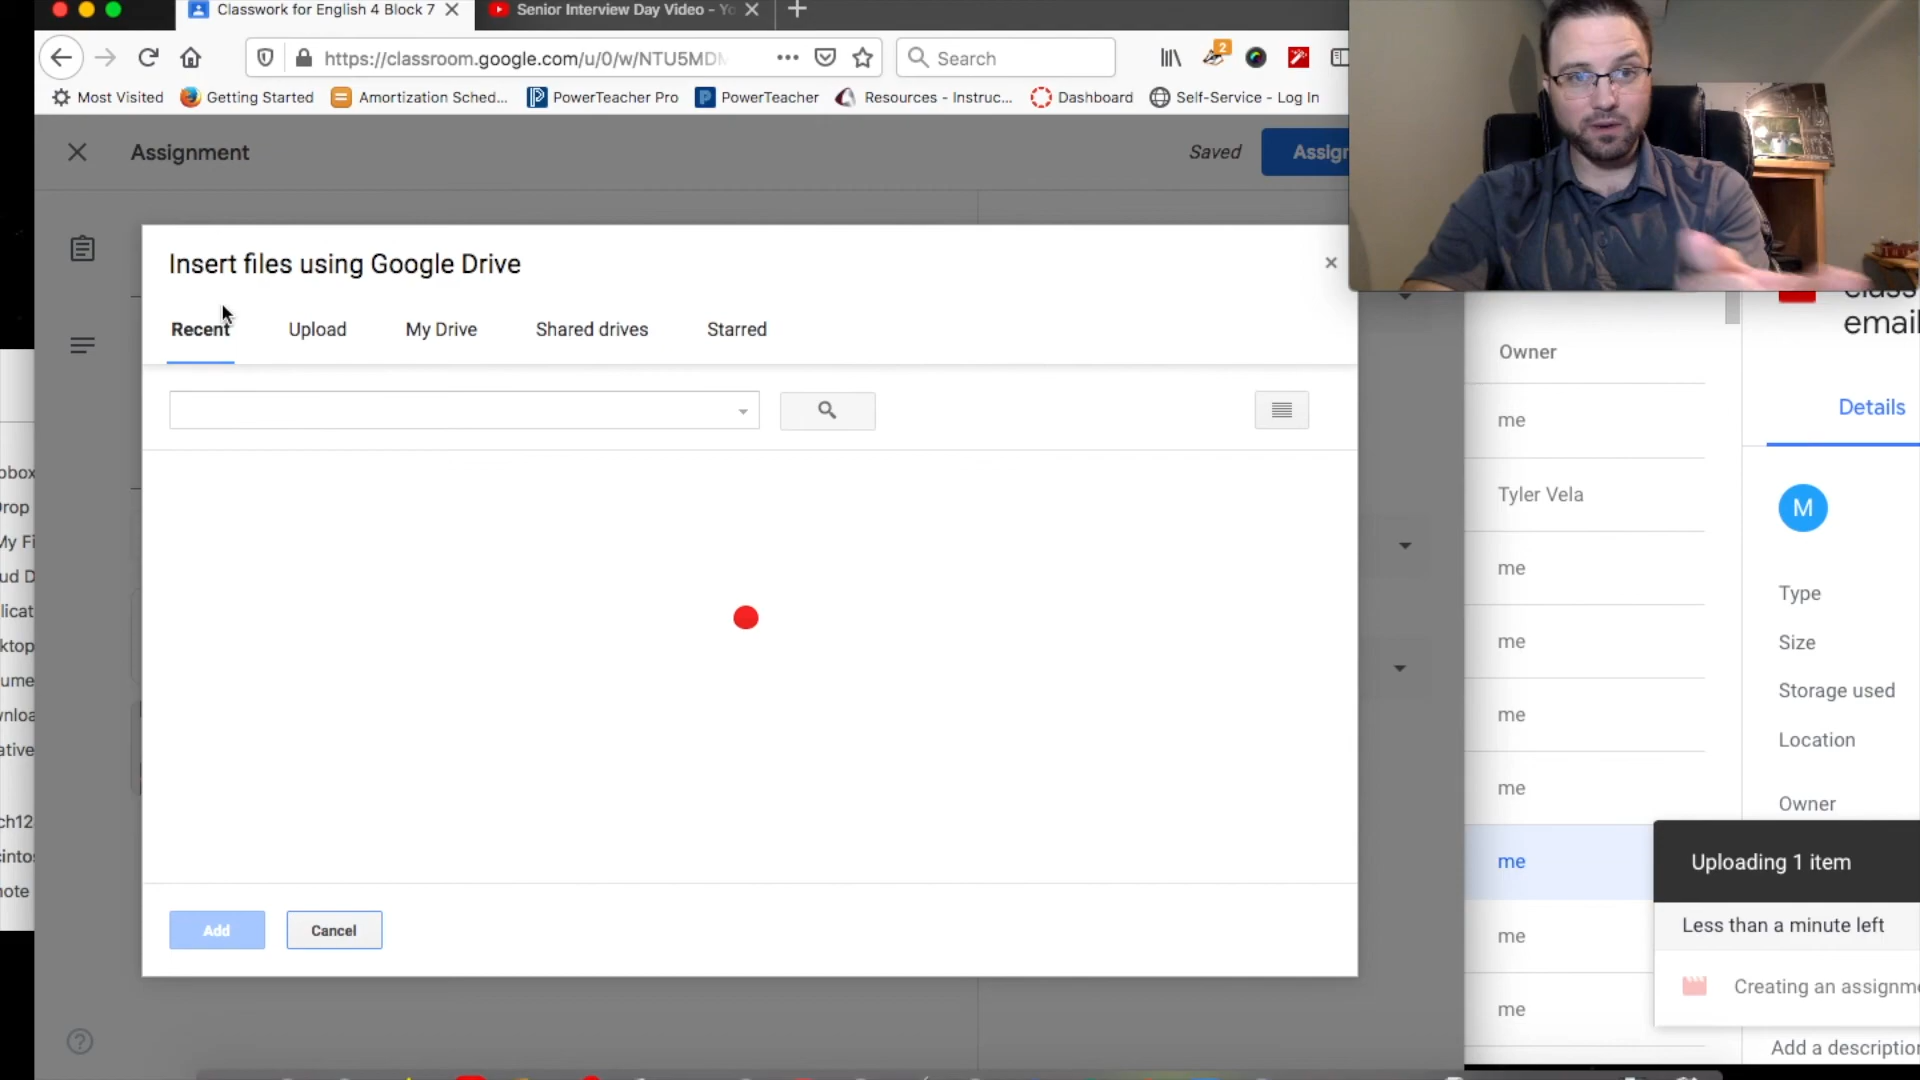 Classwork for English 4 Block 7
Senior Interview Day Video - Yo
https://classroom.google.com/u/0/w/NTU5MDM
Search
2
Most Visited
Getting Started
Amortization Sched...
PowerTeacher Pro
PowerTeacher
Resources - Instruc...
Dashboard
Self-Service - Log In
Assignment
Saved
Assign
Insert files using Google Drive
Recent
Upload
My Drive
Shared drives
Starred
Add
Cancel
Owner
me
Tyler Vela
me
me
me
me
me
me
me
class
email
Details
M
Type
Size
Storage used
Location
Owner
Uploading 1 item
Less than a minute left
Creating an assignme
Add a description